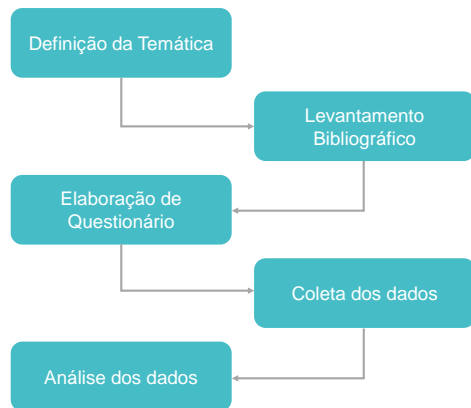 Definição da Temática
Levantamento
Bibliográfico
Elaboração de
Questionário
Coleta dos dados
Análise dos dados